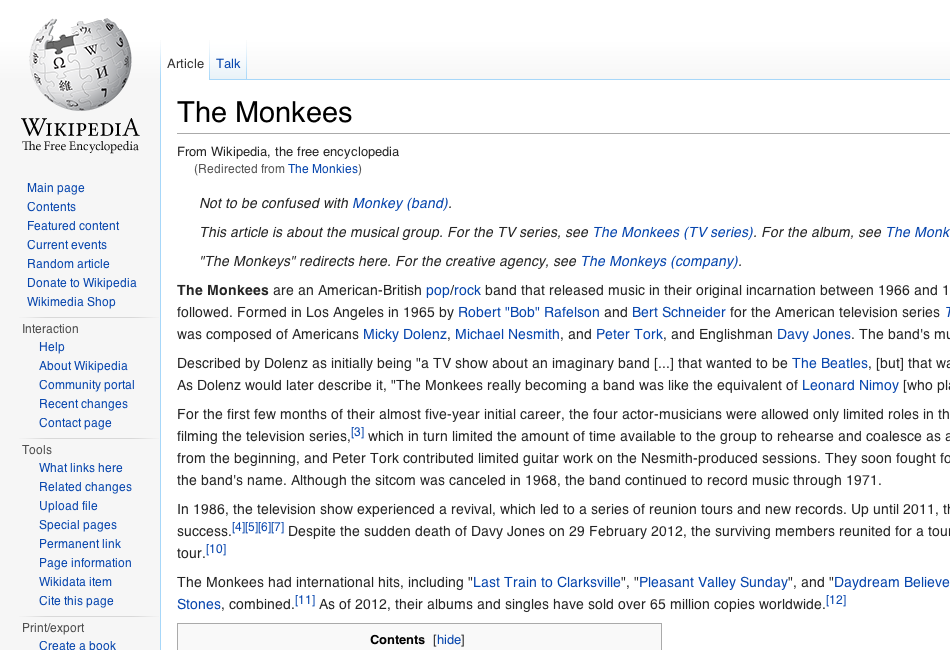 WIKIPEDIA
The Free Encyclopedia
Main page
Contents
Featured content
Current events
Random article
Donate to Wikipedia
Wikimedia Shop
Interaction
Help
About Wikipedia
Community portal
Recent changes
Contact page
Tools
What links here
Related changes
Upload file
Special pages
Permanent link
Page information
Wikidata item
Cite this page
Print/export
Create a book
Article Talk
The Monkees
From Wikipedia, the free encyclopedia
(Redirected from The Monkies)
Not to be confused with Monkey (band).
This article is about the musical group. For the TV series, see The Monkees (TV series). For the album, see The Monk
"The Monkeys" redirects here. For the creative agency, see The Monkeys (company).
The Monkees are an American-British pop/rock band that released music in their original incarnation between 1966 and 1
followed. Formed in Los Angeles in 1965 by Robert "Bob" Rafelson and Bert Schneider for the American television series
was composed of Americans Micky Dolenz, Michael Nesmith, and Peter Tork, and Englishman Davy Jones. The band's mu
Described by Dolenz as initially being "a TV show about an imaginary band [...] that wanted to be The Beatles, [but] that wa
As Dolenz would later describe it, "The Monkees really becoming a band was like the equivalent of Leonard Nimoy [who pla
For the first few months of their almost five-year initial career, the four actor-musicians were allowed only limited roles in th
filming the television series,[3] which in turn limited the amount of time available to the group to rehearse and coalesce as a
from the beginning, and Peter Tork contributed limited guitar work on the Nesmith-produced sessions. They soon fought fo
the band's name. Although the sitcom was canceled in 1968, the band continued to record music through 1971.
In 1986, the television show experienced a revival, which led to a series of reunion tours and new records. Up until 2011, th
success.[4][5][6][7] Despite the sudden death of Davy Jones on 29 February 2012, the surviving members reunited for a tour
tour.[10]
The Monkees had international hits, including "Last Train to Clarksville", "Pleasant Valley Sunday", and "Daydream Believe
Stones, combined.[11] As of 2012, their albums and singles have sold over 65 million copies worldwide.[12]
Contents [hide]